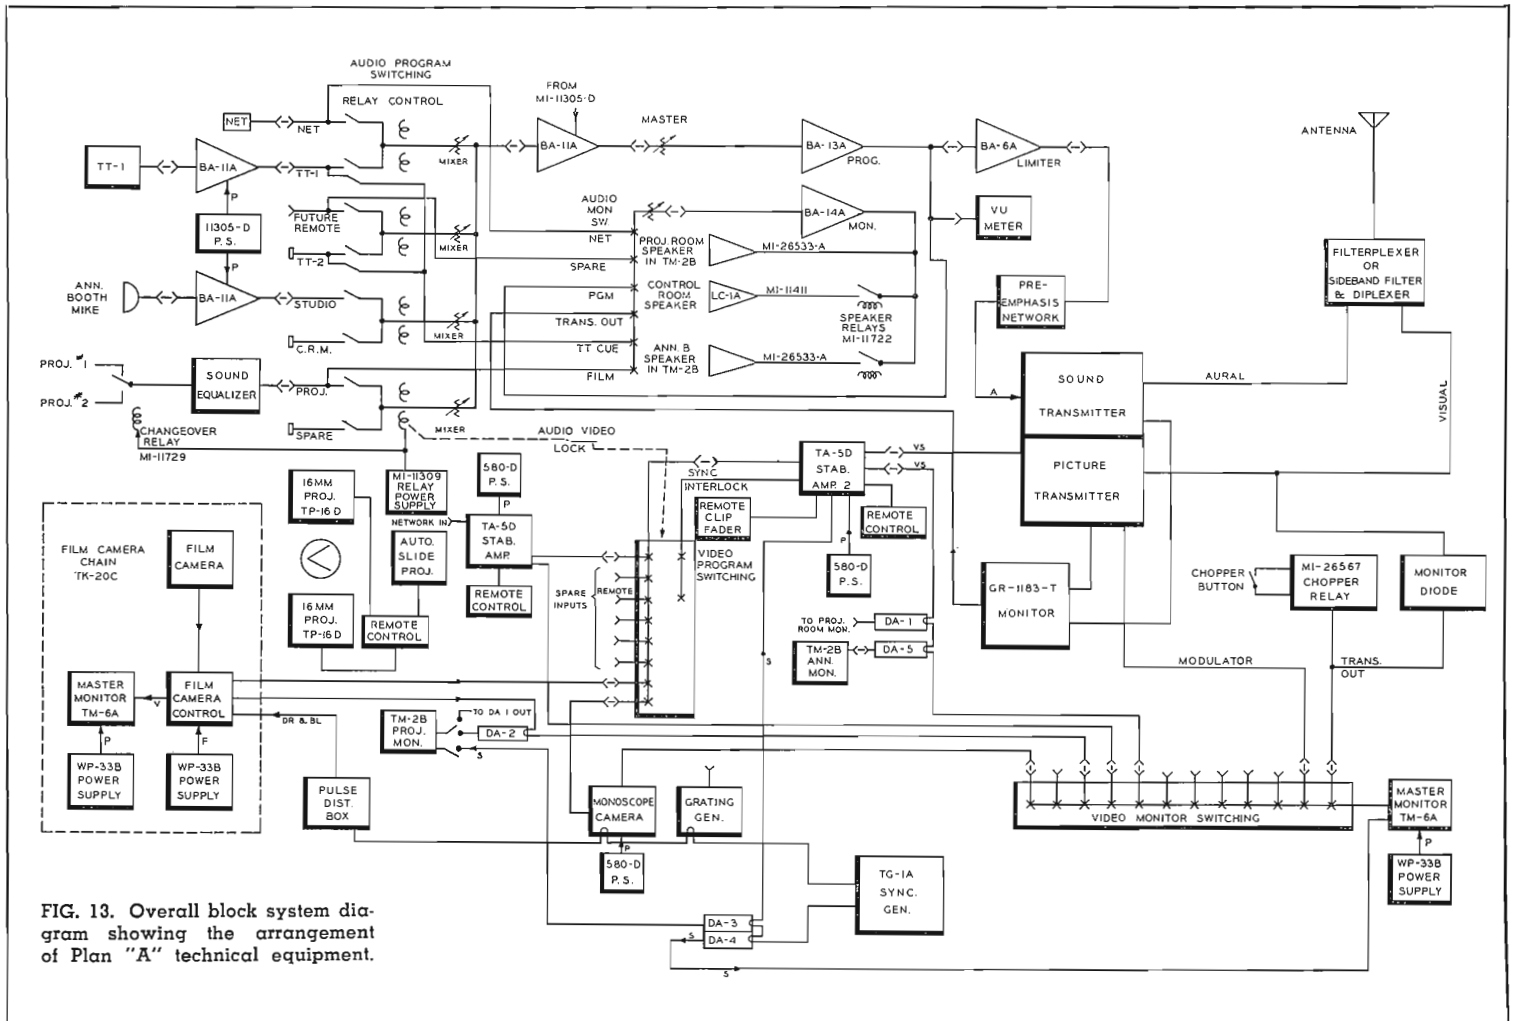 AUDIO PROGRAM
SWITCHING
RELAY CONTROL
NET
NET
TT-1
BA-11A
TT-1
P
MIXER
FROM
MI-11305-D
BA-11A
MASTER
BA-13A
PROG.
BA-6A
LIMITER
ANTENNA
11305-D
P.S.
P
FUTURE
REMOTE
TT-2
MIXER
AUDIO
MON
SW.
NET
BA-14A
MON.
VU
METER
PROJ. ROOM
SPEAKER
IN TM-2B
MI-26533-A
SPARE
FILTERPLEXER
OR
SIDEBAND FILTER
& DIPLEXER
ANN.
BOOTH
MIKE
BA-11A
STUDIO
C.R.M.
MIXER
PGM
CONTROL
ROOM
SPEAKER
LC-1A
MI-11411
SPEAKER
RELAYS
MI-11722
PRE-
EMPHASIS
NETWORK
TRANS. OUT
TT CUE
ANN. B
SPEAKER
IN TM-2B
MI-26533-A
FILM
PROJ. #1
PROJ. #2
SOUND
EQUALIZER
PROJ.
SPARE
MIXER
CHANGEOVER
RELAY
MI-11729
AUDIO VIDEO
LOCK
A
SOUND
TRANSMITTER
AURAL
VISUAL
PICTURE
TRANSMITTER
16MM
PROJ.
TP-16D
MI-11309
RELAY
POWER
SUPPLY
580-D
P.S.
P
NETWORK IN
TA-5D
STAB.
AMP.
REMOTE
CONTROL
SYNC
INTERLOCK
TA-5D
STAB.
AMP. 2
VS
VS
REMOTE
CLIP
FADER
REMOTE
CONTROL
P
580-D
P.S.
VIDEO
PROGRAM
SWITCHING
SPARE
INPUTS
REMOTE
FILM CAMERA
CHAIN
TK-20C
FILM
CAMERA
AUTO.
SLIDE
PROJ.
16MM
PROJ.
TP-16D
REMOTE
CONTROL
GR-1183-T
MONITOR
CHOPPER
BUTTON
MI-26567
CHOPPER
RELAY
MONITOR
DIODE
TO PROJ.
ROOM MON.
DA-1
TM-2B
ANN.
MON.
DA-5
S
MODULATOR
TRANS.
OUT
MASTER
MONITOR
TM-6A
V
FILM
CAMERA
CONTROL
DR & BL
P
F
WP-33B
POWER
SUPPLY
WP-33B
POWER
SUPPLY
TM-2B
PROJ.
MON.
TO DA 1 OUT
DA-2
S
PULSE
DIST.
BOX
MONOSCOPE
CAMERA
GRATING
GEN.
P
580-D
P.S.
VIDEO MONITOR SWITCHING
MASTER
MONITOR
TM-6A
P
WP-33B
POWER
SUPPLY
TG-1A
SYNC.
GEN.
DA-3
DA-4
S
S
FIG. 13. Overall block system dia-
gram showing the arrangement
of Plan "A" technical equipment.